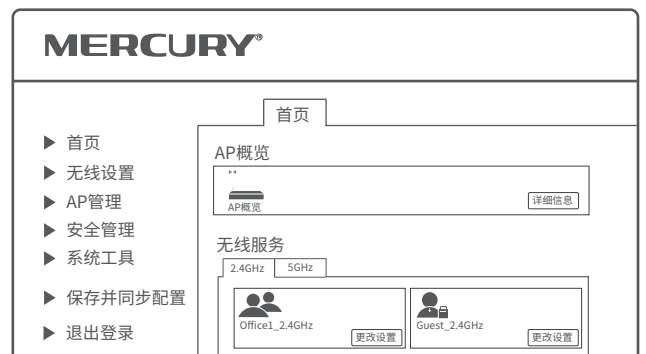 MERCURY®
首页
首页
无线设置
AP管理
安全管理
系统工具
保存并同步配置
退出登录
AP概览
AP概览
详细信息
无线服务
2.4GHz 5GHz
Office1_2.4GHz
更改设置
Guest_2.4GHz
更改设置